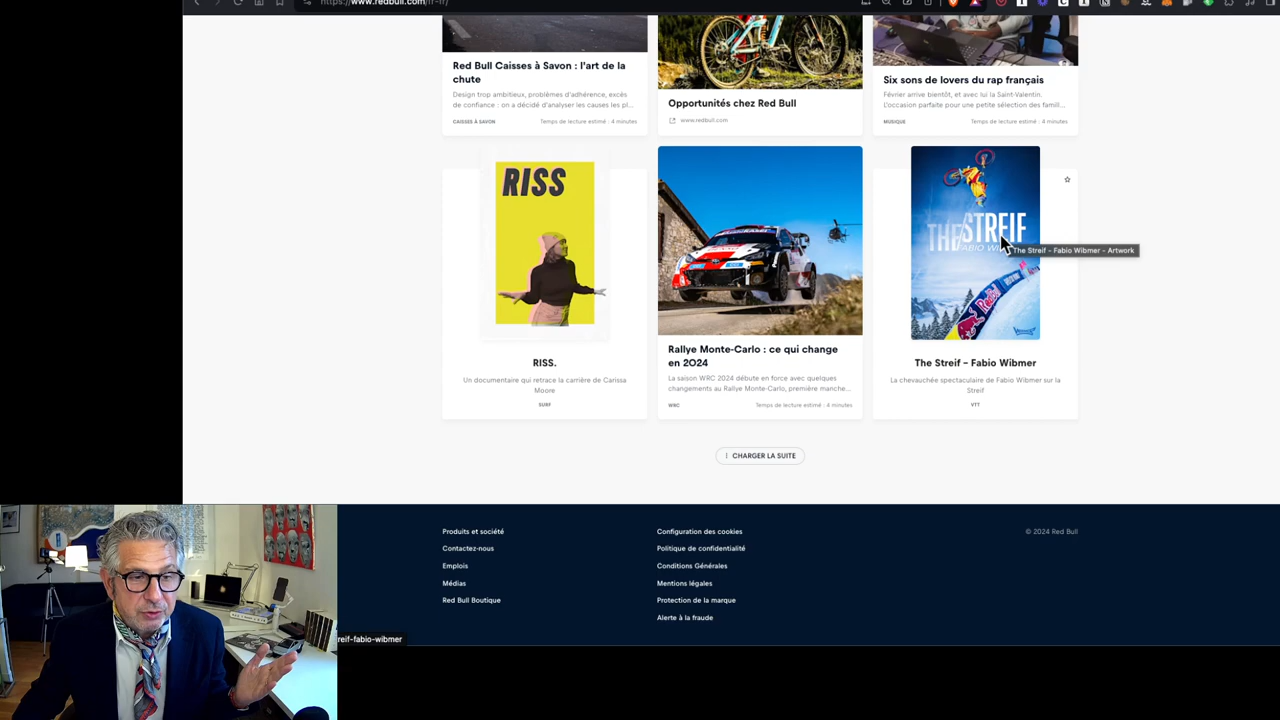 https://www.redbull.com/fr-fr/
Red Bull Caisses à Savon : l'art de la
chute
Design trop ambitieux, problèmes d'adhérence, excès
de confiance : on a décidé d'analyser les causes les pl...
CAISSES À SAVON
Temps de lecture estimé : 4 minutes
Opportunités chez Red Bull
www.redbull.com
Six sons de lovers du rap français
Février arrive bientôt, et avec lui la Saint-Valentin.
L'occasion parfaite pour une petite sélection des famil...
MUSIQUE
Temps de lecture estimé : 4 minutes
RISS
RISS.
Un documentaire qui retrace la carrière de Carissa
Moore
SURF
Rallye Monte-Carlo : ce qui change
en 2024
La saison WRC 2024 débute en force avec quelques
changements au Rallye Monte-Carlo, première manche...
WRC
Temps de lecture estimé : 4 minutes
THE STREIF
FABIO
Red Bull
The Streif - Fabio Wibmer - Artwork
The Streif – Fabio Wibmer
La chevauchée spectaculaire de Fabio Wibmer sur la
Streif
VTT
CHARGER LA SUITE
Produits et société
Contactez-nous
Emplois
Médias
Red Bull Boutique
Configuration des cookies
Politique de confidentialité
Conditions Générales
Mentions légales
Protection de la marque
Alerte à la fraude
© 2024 Red Bull
reif-fabio-wibmer